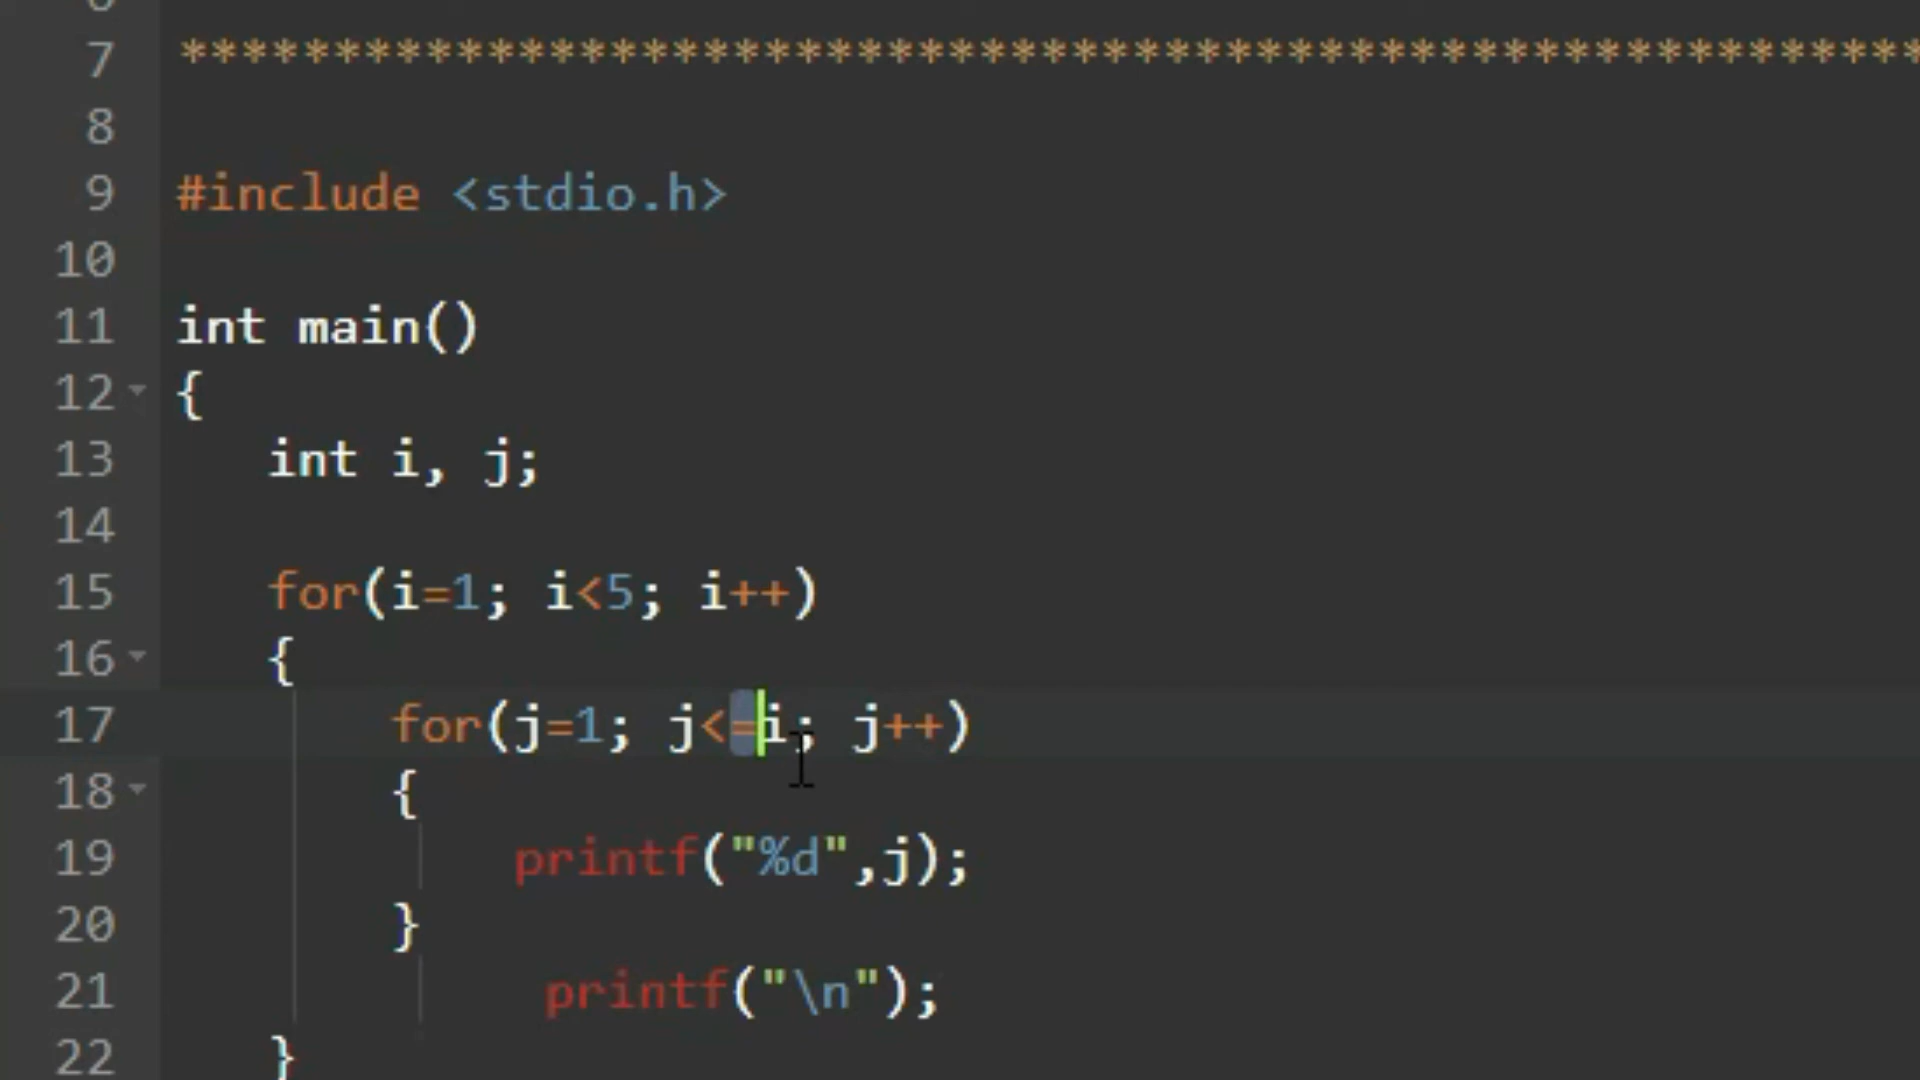 7 *********************************************************
8
9 #include <stdio.h>
10
11 int main()
12 {
13 int i, j;
14
15 for(i=1; i<5; i++)
16 {
17 for(j=1; j<=i; j++)
18 {
19 printf("%d",j);
20 }
21 printf("\n");
22 }